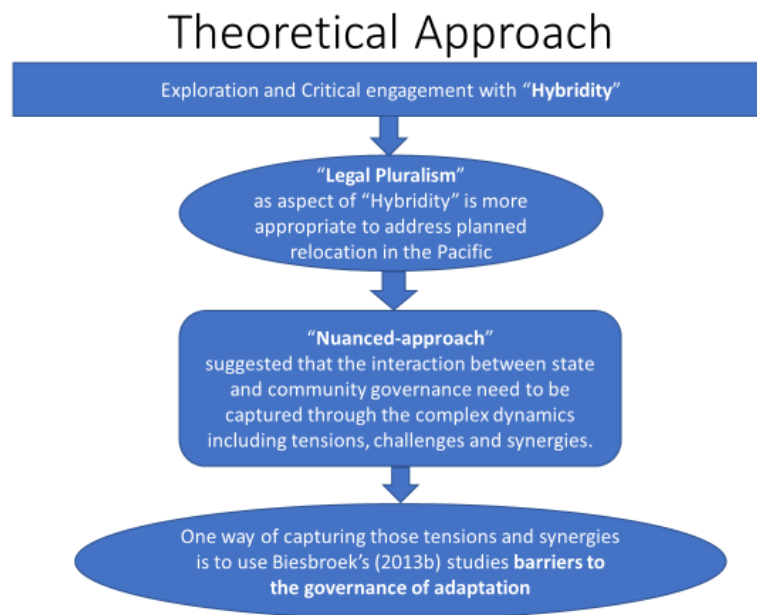 Theoretical Approach
Exploration and Critical engagement with “Hybridity”
“Legal Pluralism”
as aspect of “Hybridity” is more
appropriate to address planned
relocation in the Pacific
“Nuanced-approach”
suggested that the interaction between state
and community governance need to be
captured through the complex dynamics
including tensions, challenges and synergies.
One way of capturing those tensions and synergies
is to use Biesbroek’s (2013b) studies barriers to
the governance of adaptation